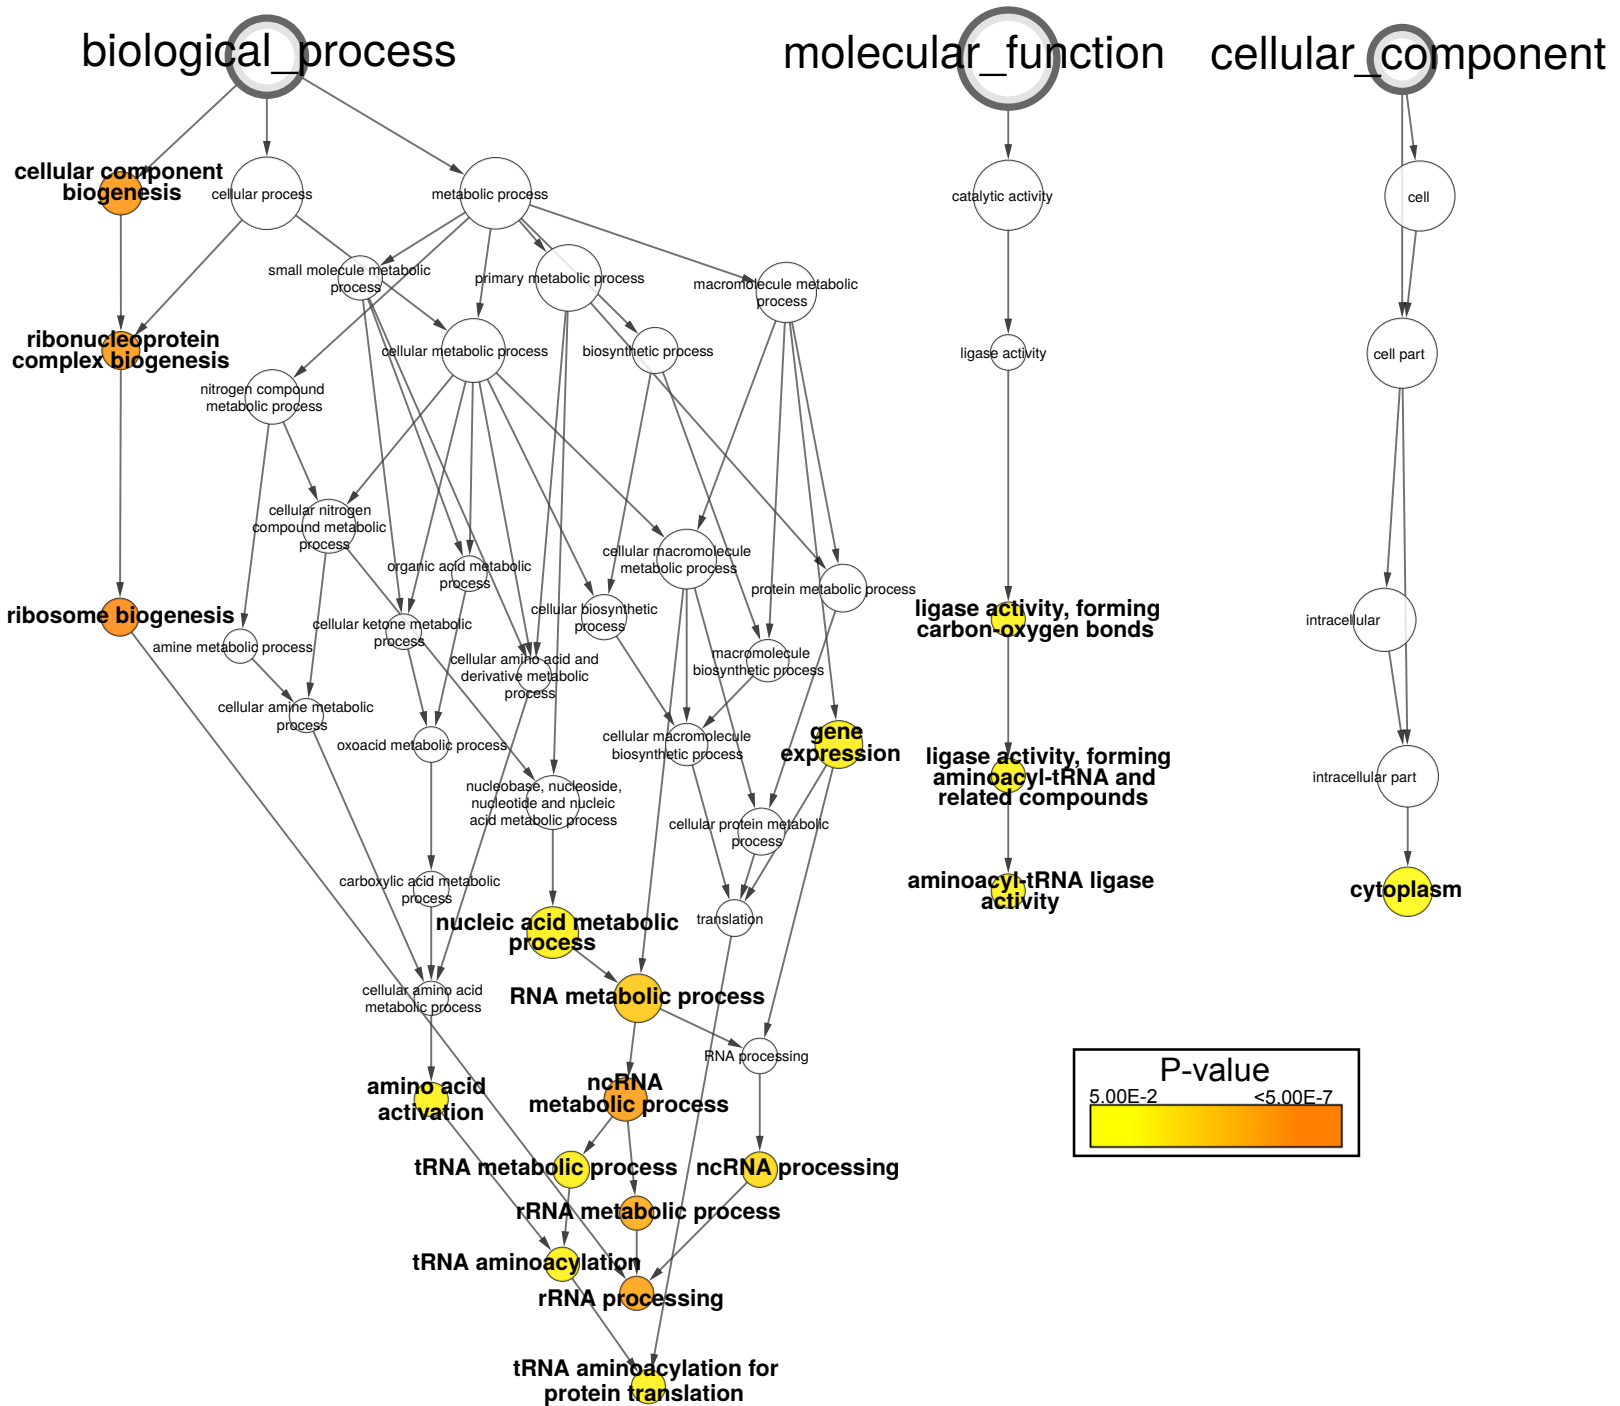 biological_process
molecular_function
cellular_component
cellular component
biogenesis
cellular process
metabolic process
catalytic activity
cell
small molecule metabolic
process
primary metabolic process
macromolecule metabolic
process
ribonucleoprotein
complex biogenesis
cellular metabolic process
biosynthetic process
ligase activity
cell part
nitrogen compound
metabolic process
cellular nitrogen
compound metabolic
process
organic acid metabolic
process
cellular macromolecule
metabolic process
protein metabolic process
ribosome biogenesis
amine metabolic process
cellular ketone metabolic
process
cellular biosynthetic
process
cellular amino acid and
derivative metabolic
process
macromolecule
biosynthetic process
ligase activity, forming
carbon-oxygen bonds
intracellular
cellular amine metabolic
process
oxoacid metabolic process
cellular macromolecule
biosynthetic process
gene
expression
nucleobase, nucleoside,
nucleotide and nucleic
acid metabolic process
cellular protein metabolic
process
ligase activity, forming
aminoacyl-tRNA and
related compounds
intracellular part
carboxylic acid metabolic
process
nucleic acid metabolic
process
translation
aminoacyl-tRNA ligase
activity
cytoplasm
cellular amino acid
metabolic process
RNA metabolic process
RNA processing
amino acid
activation
ncRNA
metabolic process
tRNA metabolic process
ncRNA processing
rRNA metabolic process
tRNA aminoacylation
rRNA processing
tRNA aminoacylation for
protein translation
P-value
5.00E-2
<5.00E-7